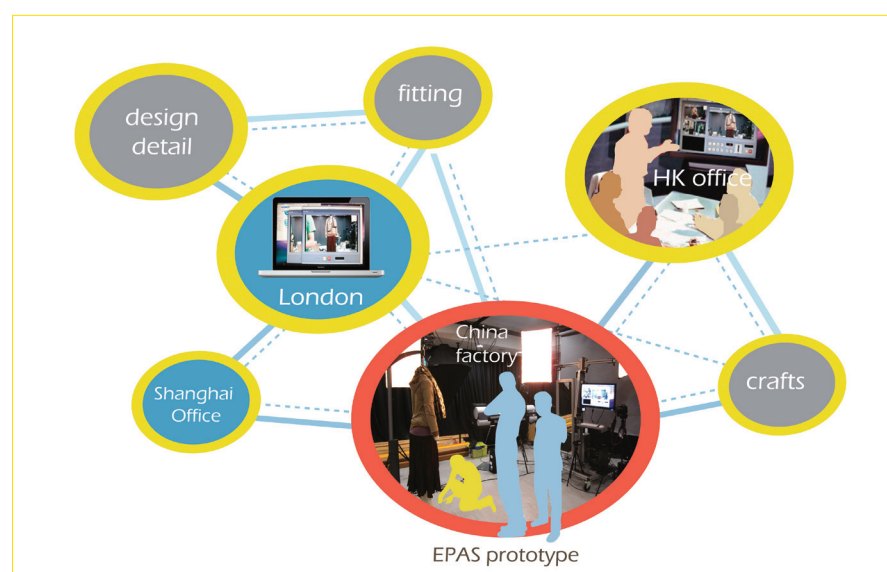 fitting
design
detail
HK office
London
China
factory
Shanghai
Office
crafts
EPAS prototype